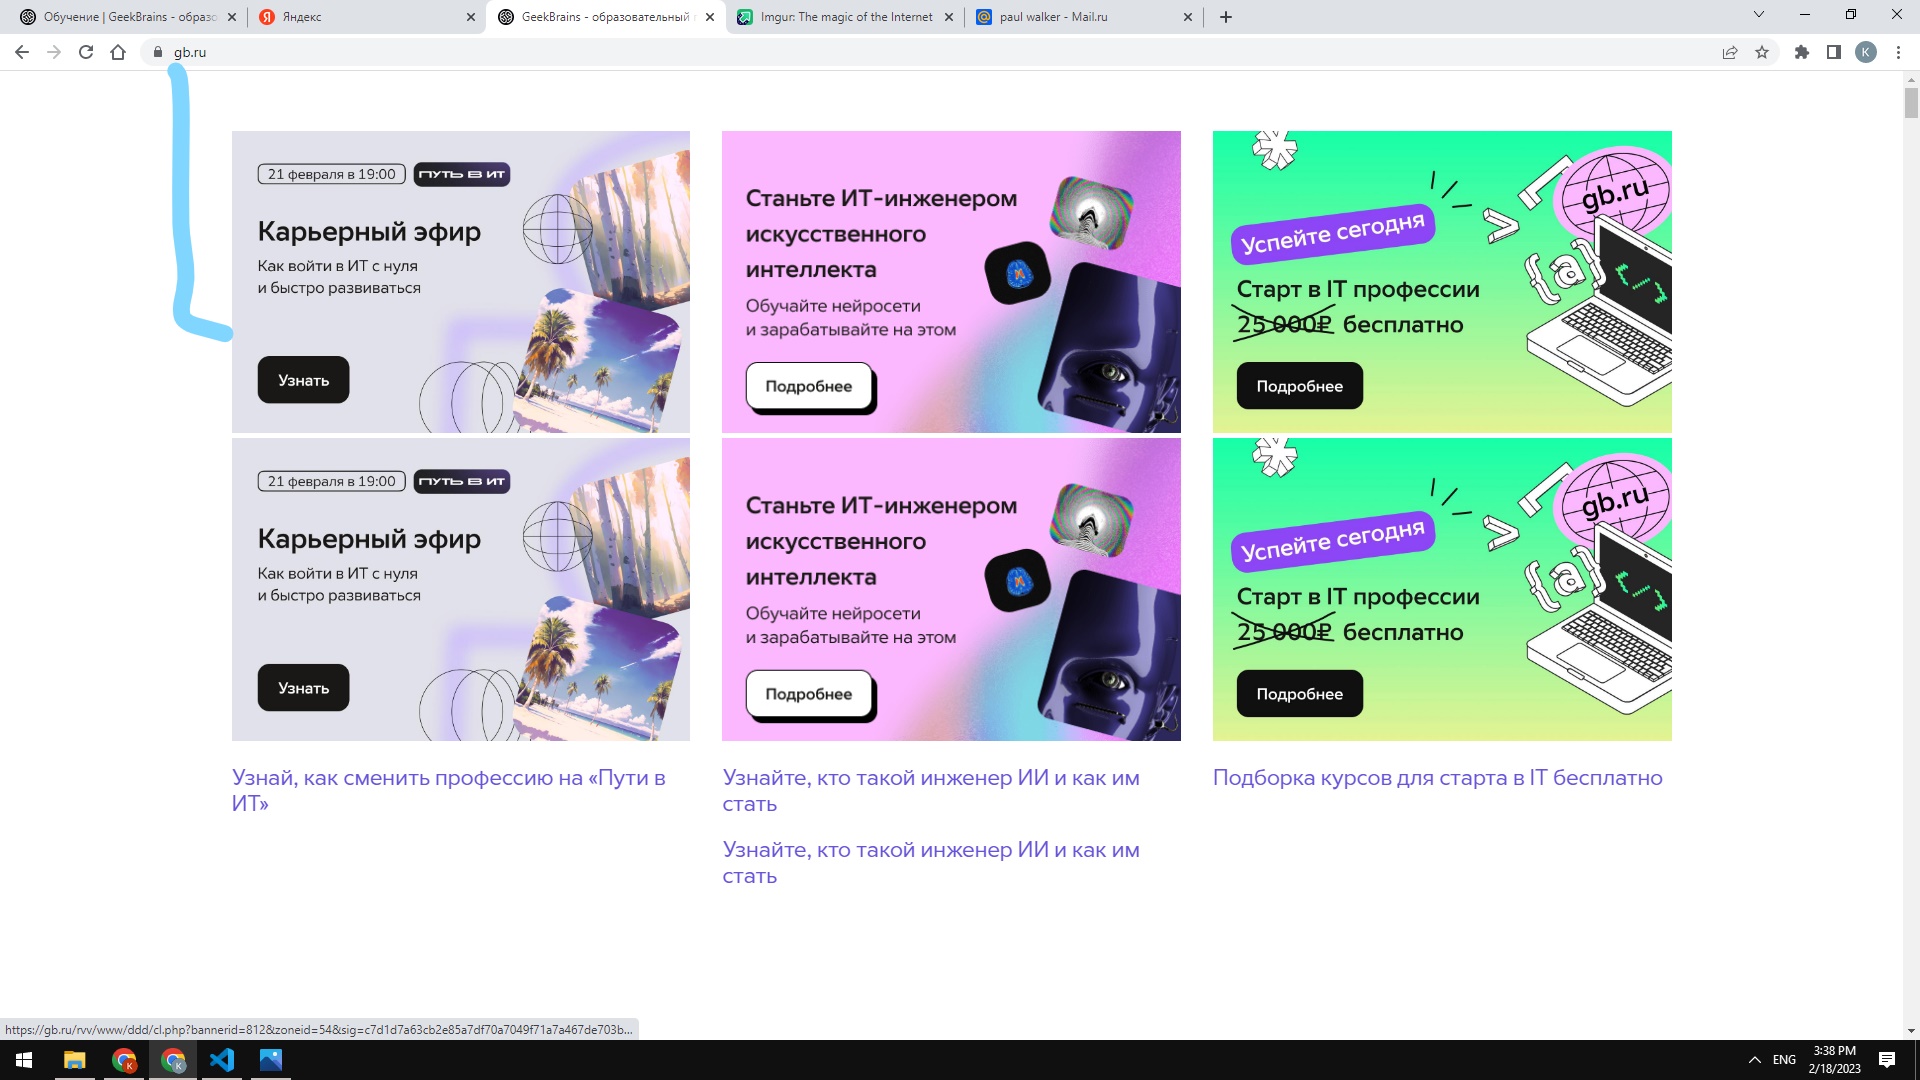 Обучение | GeekBrains - образо
Яндекс
GeekBrains - образовательный
Imgur: The magic of the Internet
paul walker - Mail.ru
gb.ru
K
21 февраля в 19:00
ПУТЬ В ИТ
Карьерный эфир
Как войти в ИТ с нуля
и быстро развиваться
Узнать
Станьте ИТ-инженером
искусственного
интеллекта
Обучайте нейросети
и зарабатывайте на этом
Подробнее
gb.ru
Успейте сегодня
{a}
Старт в IT профессии
25 000₽ бесплатно
Подробнее
21 февраля в 19:00
ПУТЬ В ИТ
Карьерный эфир
Как войти в ИТ с нуля
и быстро развиваться
Узнать
Станьте ИТ-инженером
искусственного
интеллекта
Обучайте нейросети
и зарабатывайте на этом
Подробнее
gb.ru
Успейте сегодня
{a}
Старт в IT профессии
25 000₽ бесплатно
Подробнее
Узнай, как сменить профессию на «Пути в
ИТ»
Узнайте, кто такой инженер ИИ и как им
стать
Узнайте, кто такой инженер ИИ и как им
стать
Подборка курсов для старта в IT бесплатно
https://gb.ru/rvv/www/ddd/cl.php?bannerid=812&zoneid=54&sig=c7d1d7a63cb2e85a7df70a7049f71a7a467de703b...
K
K
ENG
3:38 PM
2/18/2023